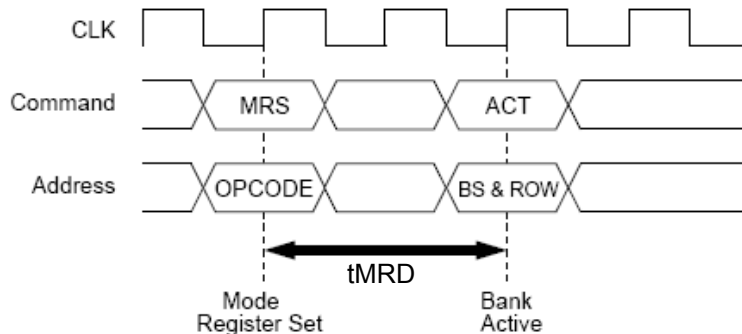 CLK
Command
MRS
ACT
Address
OPCODE
BS & ROW
tMRD
Mode
Register Set
Bank
Active